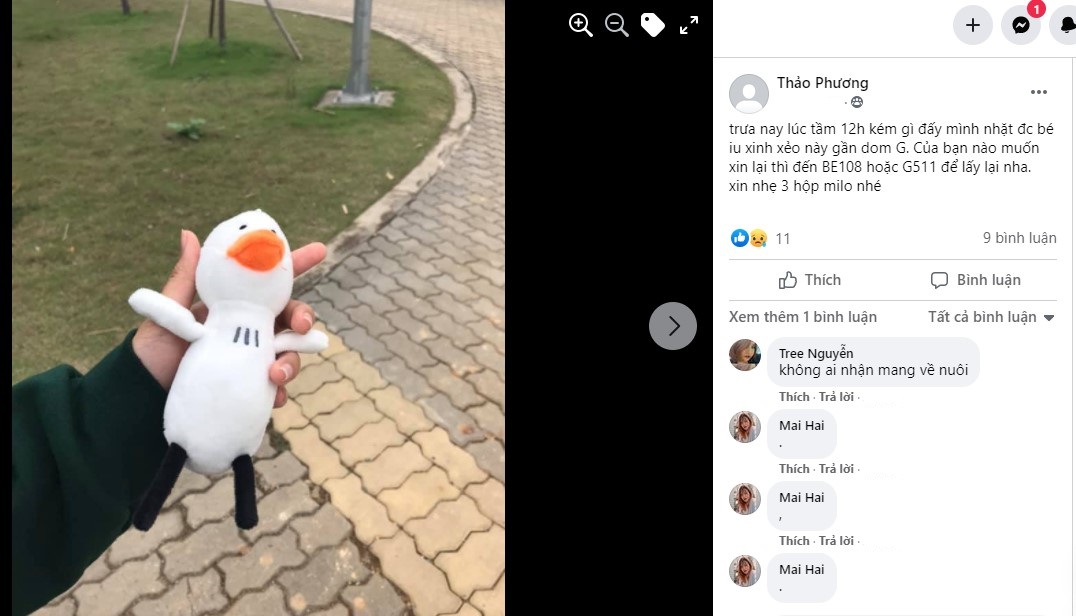 1
Thảo Phương
trưa nay lúc tầm 12h kém gì đấy mình nhặt đc bé
iu xinh xẻo này gần dom G. Của bạn nào muốn
xin lại thì đến BE108 hoặc G511 để lấy lại nha.
xin nhẹ 3 hộp milo nhé
11
9 bình luận
Thích
Bình luận
Xem thêm 1 bình luận
Tất cả bình luận
Tree Nguyễn
không ai nhận mang về nuôi
Thích · Trả lời ·
Mai Hai
.
Thích · Trả lời ·
Mai Hai
,
Thích · Trả lời ·
Mai Hai
.